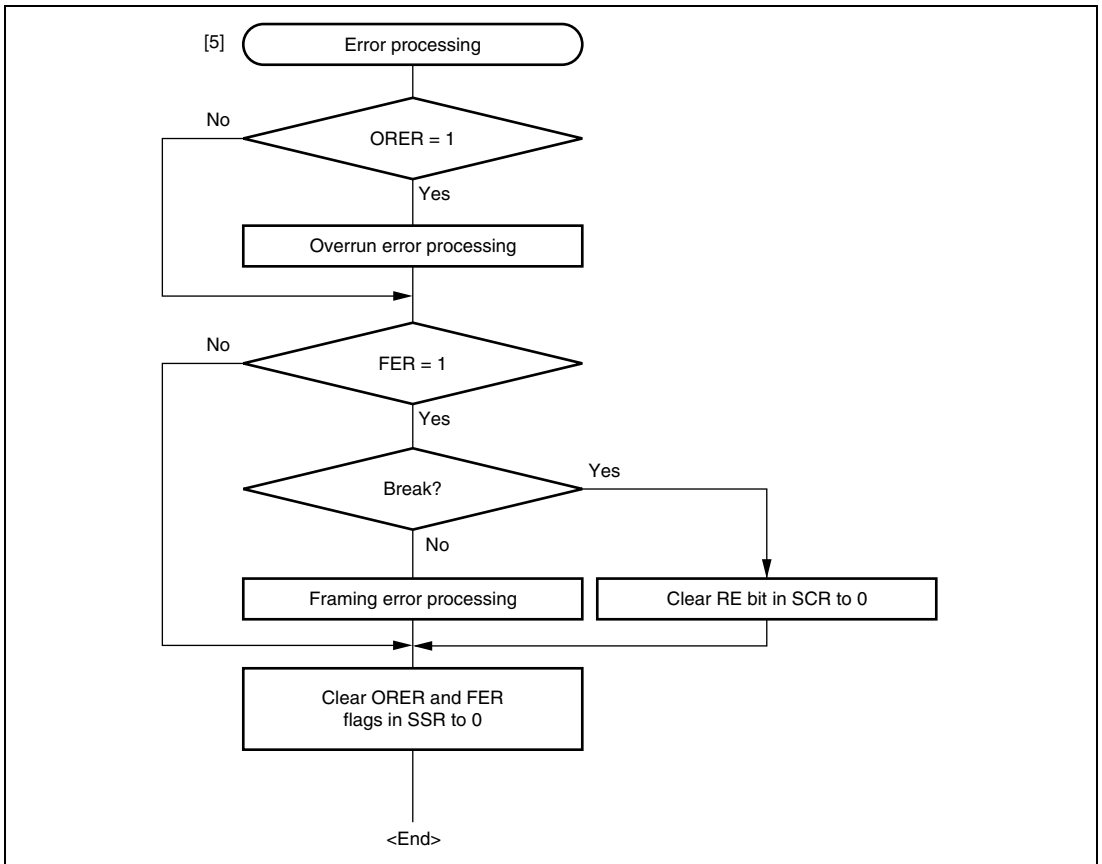 [5]
Error processing
No
ORER = 1
Yes
Overrun error processing
No
FER = 1
Yes
Break?
Yes
No
Framing error processing
Clear RE bit in SCR to 0
Clear ORER and FER
flags in SSR to 0
<End>